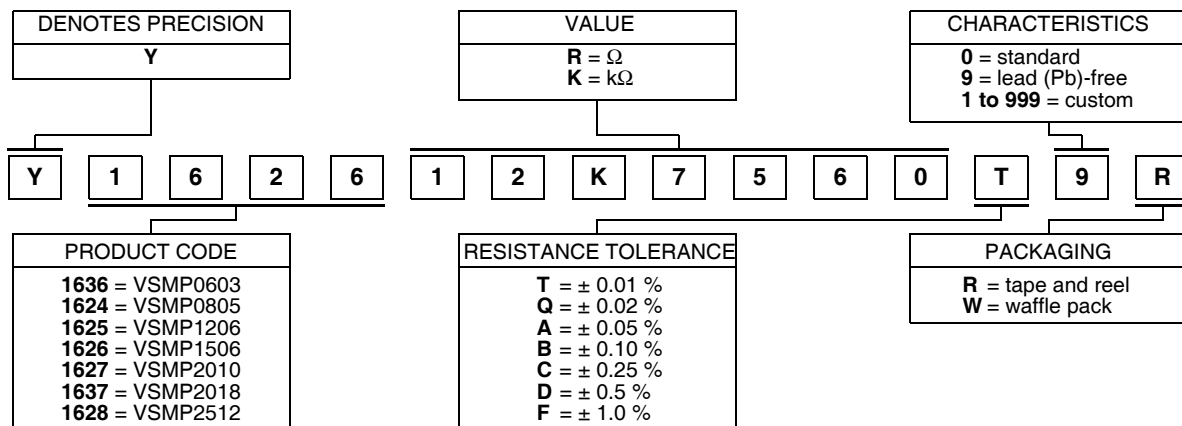 DENOTES PRECISION
Y
VALUE
R = Ω
K = kΩ
CHARACTERISTICS
0 = standard
9 = lead (Pb)-free
1 to 999 = custom
Y 1 6 2 6 1 2 K 7 5 6 0 T 9 R
PRODUCT CODE
1636 = VSMP0603
1624 = VSMP0805
1625 = VSMP1206
1626 = VSMP1506
1627 = VSMP2010
1637 = VSMP2018
1628 = VSMP2512
RESISTANCE TOLERANCE
T = ± 0.01 %
Q = ± 0.02 %
A = ± 0.05 %
B = ± 0.10 %
C = ± 0.25 %
D = ± 0.5 %
F = ± 1.0 %
PACKAGING
R = tape and reel
W = waffle pack